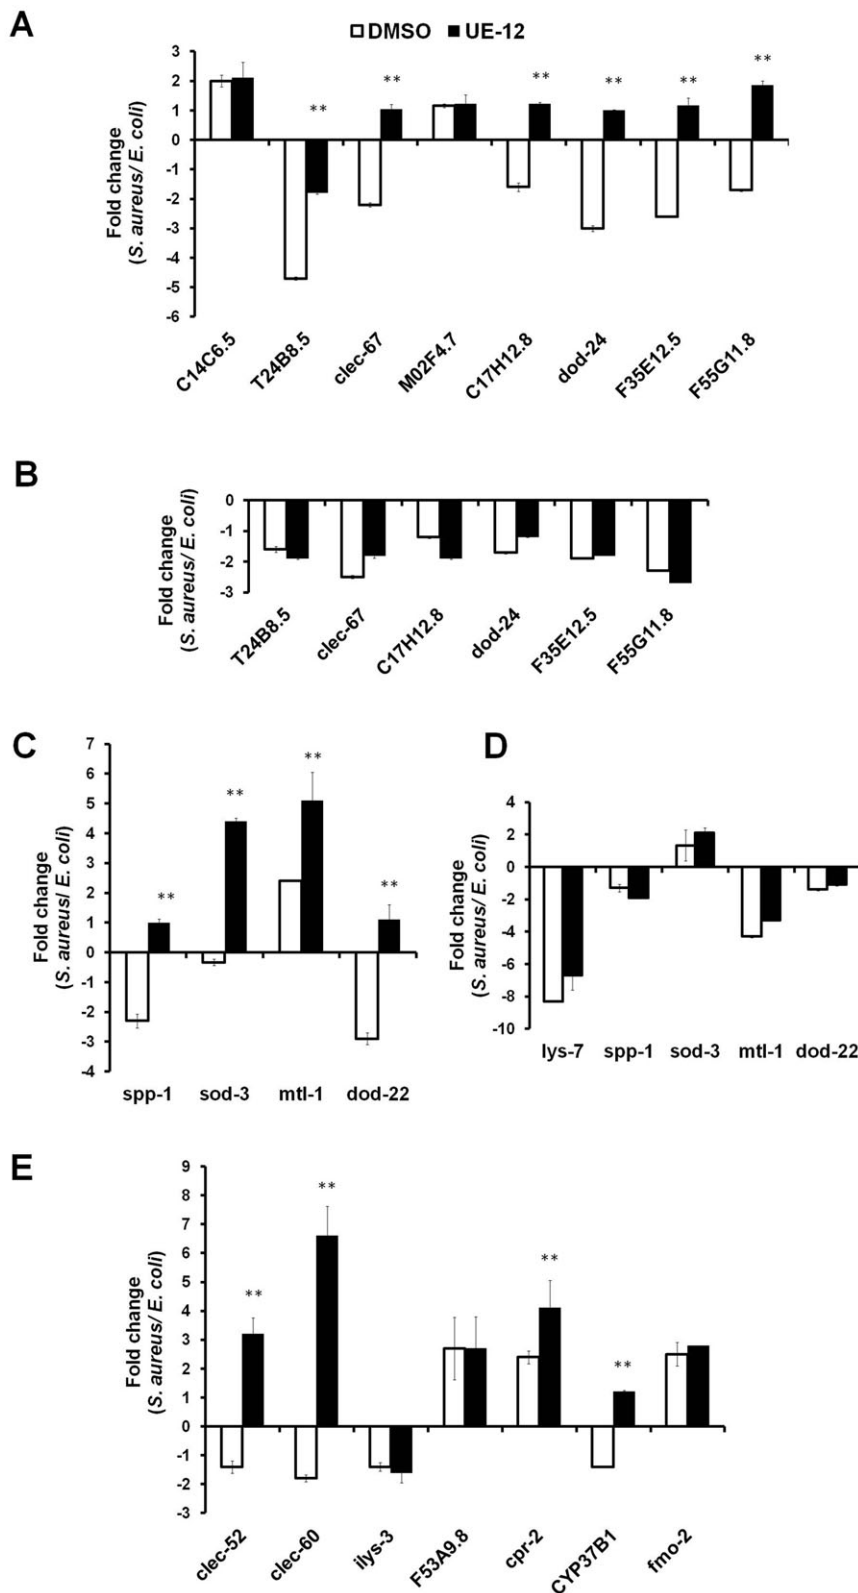 A
DMSO UE-12
Fold change
(S. aureus/ E. coli)
3
2
1
0
-1
-2
-3
-4
-5
-6
** ** ** ** ** **
C14C6.5 T24B8.5 clec-67 M02F4.7 C17H12.8 dod-24 F35E12.5 F55G11.8
B
Fold change
(S. aureus/ E. coli)
0
-1
-2
-3
T24B8.5 clec-67 C17H12.8 dod-24 F35E12.5 F55G11.8
C
Fold change
(S. aureus/ E. coli)
7
6
5
4
3
2
1
0
-1
-2
-3
-4
** ** ** **
spp-1 sod-3 mtl-1 dod-22
D
Fold change
(S. aureus/ E. coli)
4
2
0
-2
-4
-6
-8
-10
lys-7 spp-1 sod-3 mtl-1 dod-22
E
Fold change
(S. aureus/ E. coli)
9
8
7
6
5
4
3
2
1
0
-1
-2
-3
** ** ** **
clec-52 clec-60 ilys-3 F53A9.8 cpr-2 CYP37B1 fmo-2